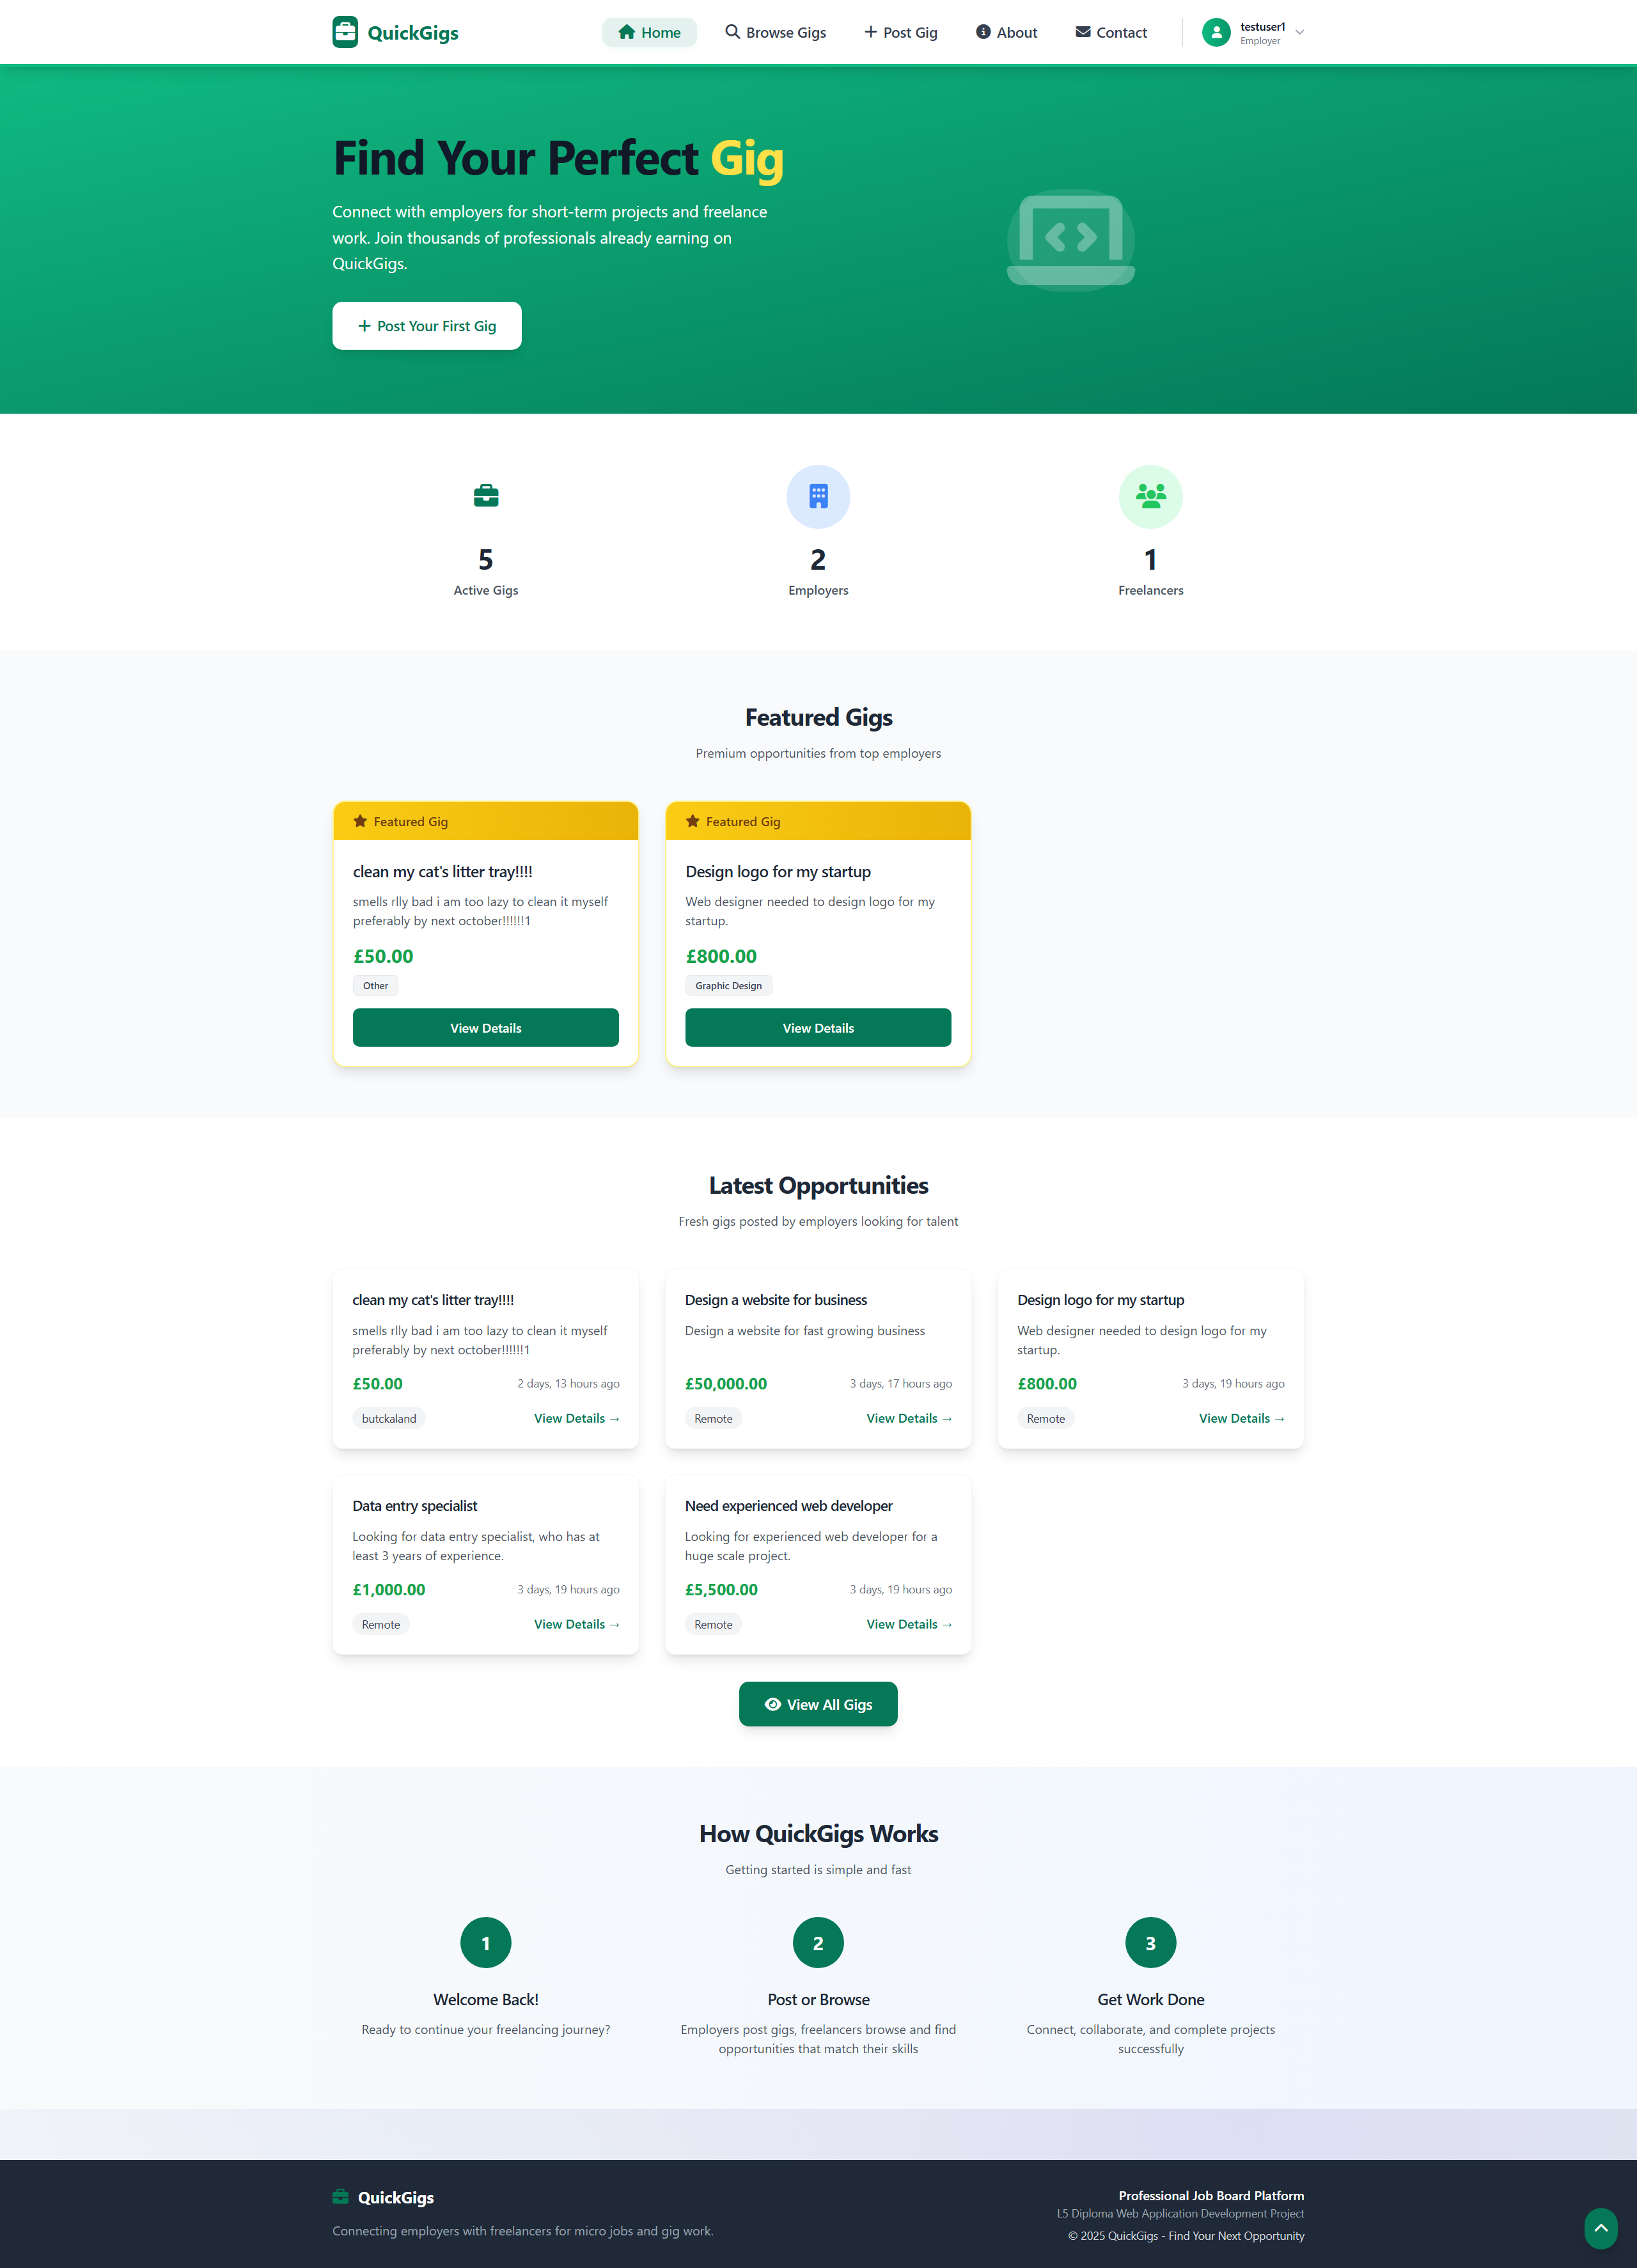 QuickGigs
Home
Browse Gigs
Post Gig
About
Contact
testuser1
Employer
Find Your Perfect Gig
Connect with employers for short-term projects and freelance
work. Join thousands of professionals already earning on
QuickGigs.
Post Your First Gig
5
Active Gigs
2
Employers
1
Freelancers
Featured Gigs
Premium opportunities from top employers
Featured Gig
clean my cat's litter tray!!!!
smells rlly bad i am too lazy to clean it myself
preferably by next october!!!!!!1
£50.00
Other
View Details
Featured Gig
Design logo for my startup
Web designer needed to design logo for my
startup.
£800.00
Graphic Design
View Details
Latest Opportunities
Fresh gigs posted by employers looking for talent
clean my cat's litter tray!!!!
smells rlly bad i am too lazy to clean it myself
preferably by next october!!!!!!1
£50.00
2 days, 13 hours ago
butckaland
View Details →
Design a website for business
Design a website for fast growing business
£50,000.00
3 days, 17 hours ago
Remote
View Details →
Design logo for my startup
Web designer needed to design logo for my
startup.
£800.00
3 days, 19 hours ago
Remote
View Details →
Data entry specialist
Looking for data entry specialist, who has at
least 3 years of experience.
£1,000.00
3 days, 19 hours ago
Remote
View Details →
Need experienced web developer
Looking for experienced web developer for a
huge scale project.
£5,500.00
3 days, 19 hours ago
Remote
View Details →
View All Gigs
How QuickGigs Works
Getting started is simple and fast
1
Welcome Back!
Ready to continue your freelancing journey?
2
Post or Browse
Employers post gigs, freelancers browse and find
opportunities that match their skills
3
Get Work Done
Connect, collaborate, and complete projects
successfully
QuickGigs
Connecting employers with freelancers for micro jobs and gig work.
Professional Job Board Platform
L5 Diploma Web Application Development Project
© 2025 QuickGigs - Find Your Next Opportunity